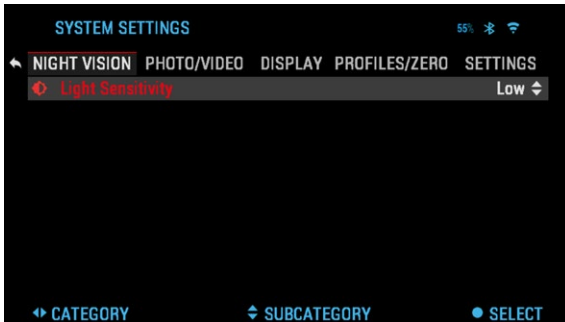 SYSTEM SETTINGS 55%
NIGHT VISION PHOTO/VIDEO DISPLAY PROFILES/ZERO SETTINGS
Light Sensitivity Low
CATEGORY SUBCATEGORY SELECT